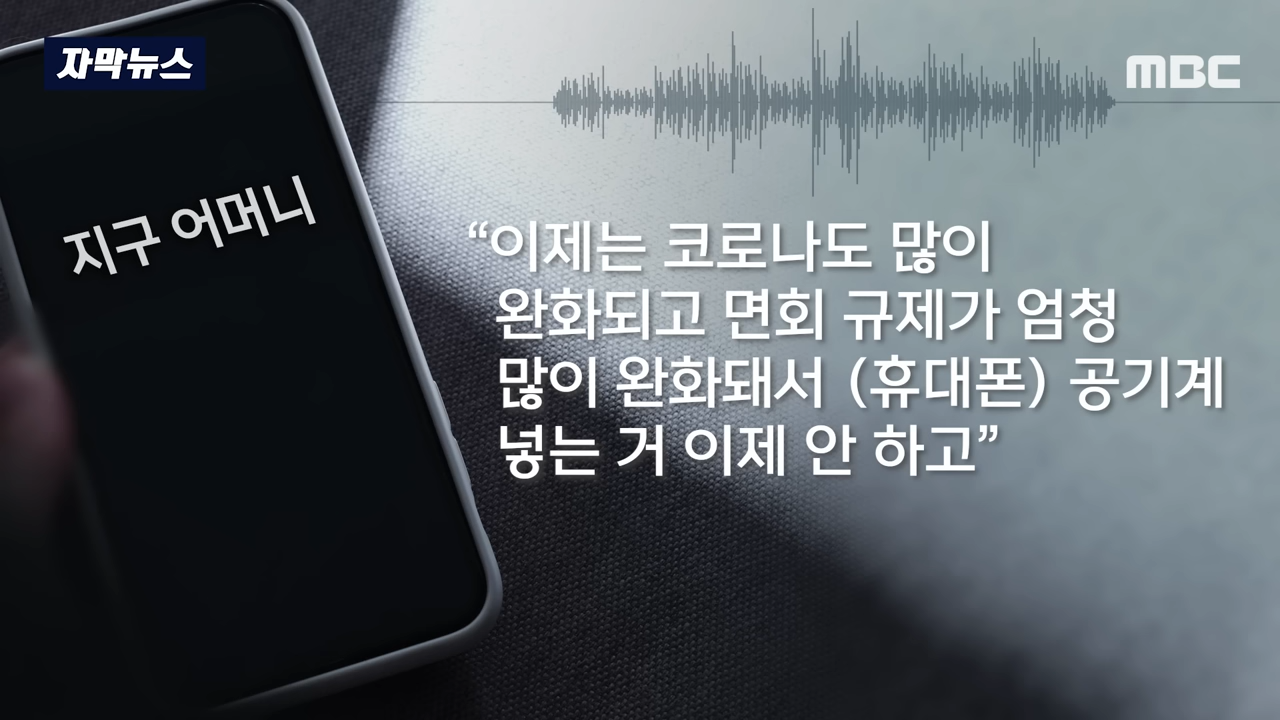 자막뉴스
MBC
지구 어머니
“이제는 코로나도 많이
완화되고 면회 규제가 엄청
많이 완화돼서 (휴대폰) 공기계
넣는 거 이제 안 하고”